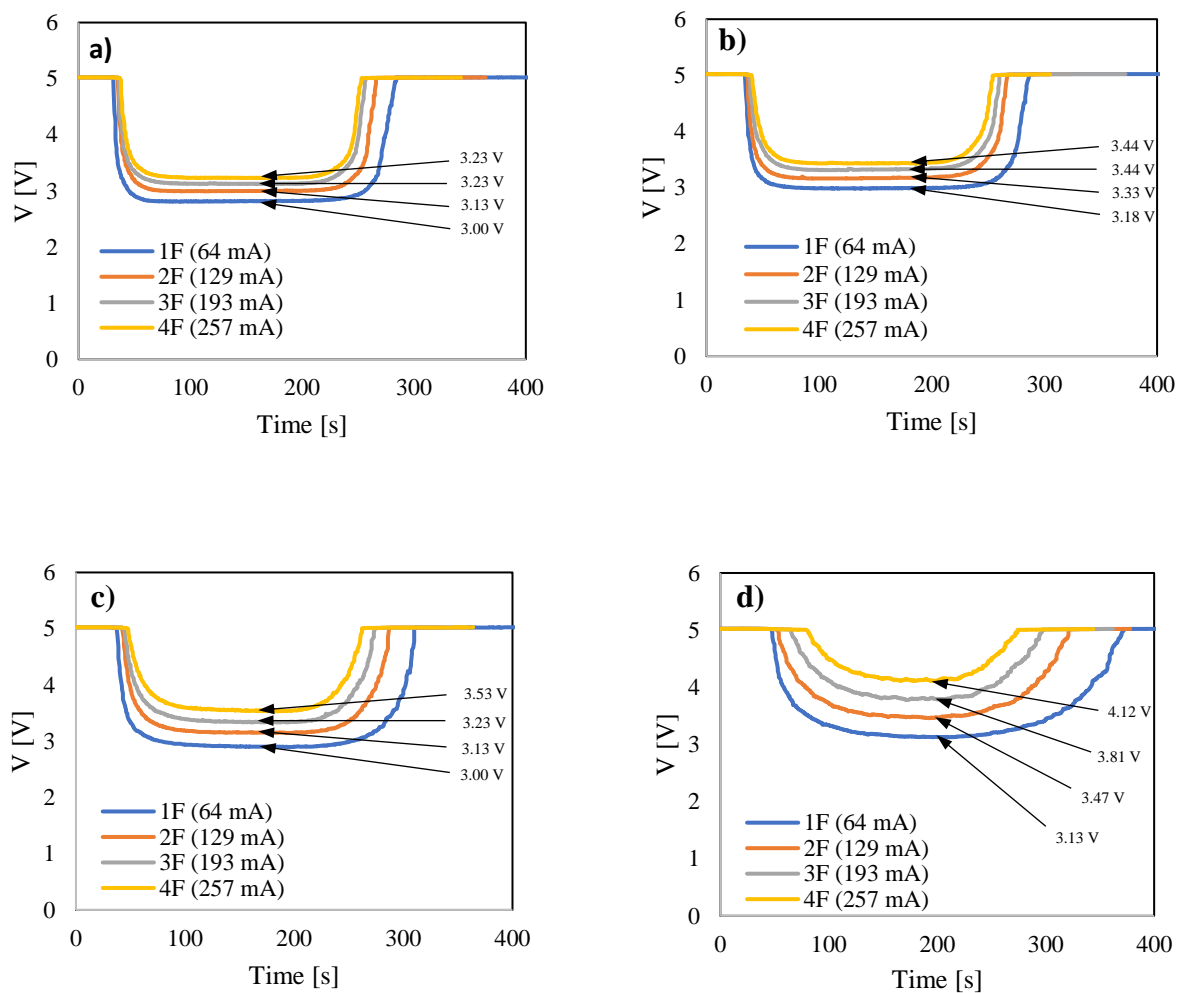 a)
6
5
4
3
2
1
0
V [V]
3.23 V
3.23 V
3.13 V
3.00 V
1F (64 mA)
2F (129 mA)
3F (193 mA)
4F (257 mA)
0 100 200 300 400
Time [s]
b)
6
5
4
3
2
1
0
V [V]
3.44 V
3.44 V
3.33 V
3.18 V
1F (64 mA)
2F (129 mA)
3F (193 mA)
4F (257 mA)
0 100 200 300 400
Time [s]
c)
6
5
4
3
2
1
0
V [V]
3.53 V
3.23 V
3.13 V
3.00 V
1F (64 mA)
2F (129 mA)
3F (193 mA)
4F (257 mA)
0 100 200 300 400
Time [s]
d)
6
5
4
3
2
1
0
V [V]
4.12 V
3.81 V
3.47 V
3.13 V
1F (64 mA)
2F (129 mA)
3F (193 mA)
4F (257 mA)
0 100 200 300 400
Time [s]